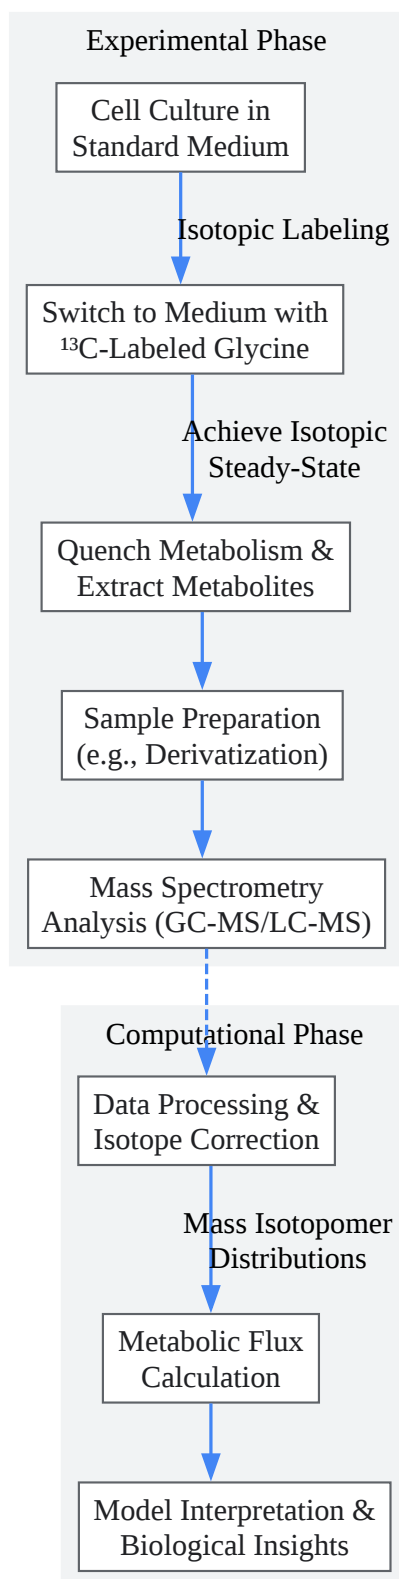 Experimental Phase
Cell Culture in
Standard Medium
Isotopic Labeling
Switch to Medium with
¹³C-Labeled Glycine
Achieve Isotopic
Steady-State
Quench Metabolism &
Extract Metabolites
Sample Preparation
(e.g., Derivatization)
Mass Spectrometry
Analysis (GC-MS/LC-MS)
Computational Phase
Data Processing &
Isotope Correction
Mass Isotopomer
Distributions
Metabolic Flux
Calculation
Model Interpretation &
Biological Insights